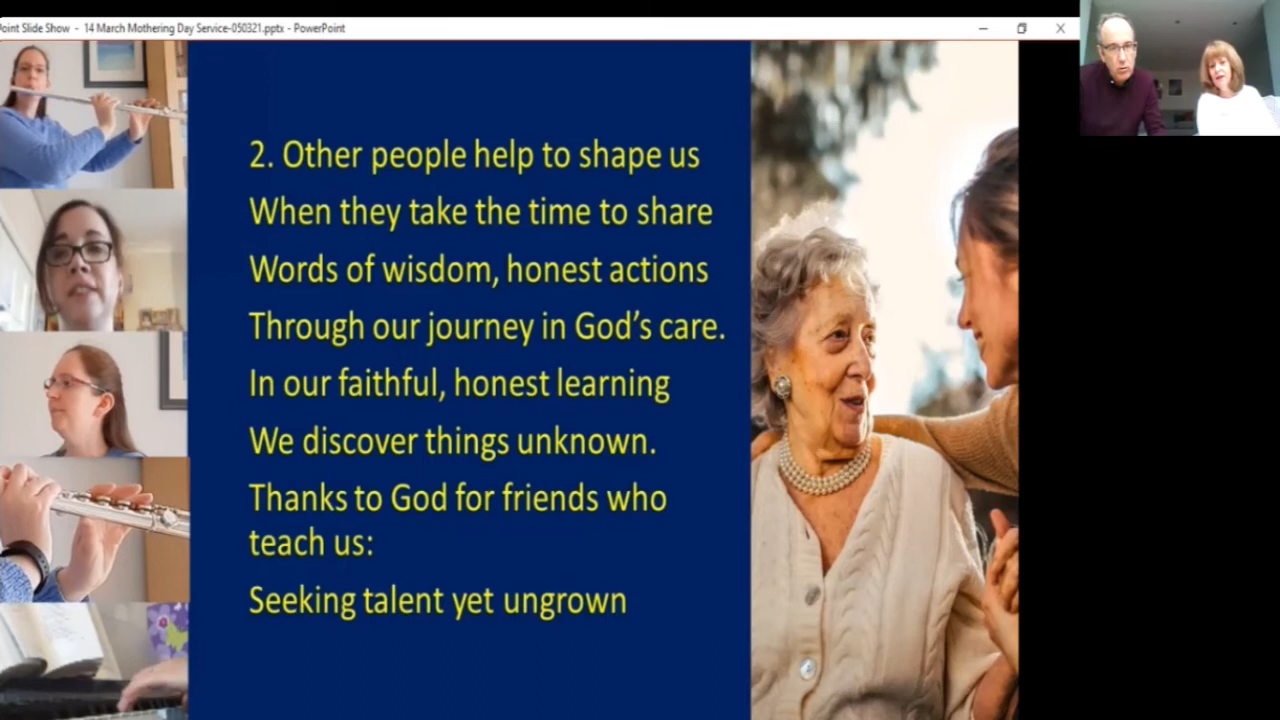 Point Slide Show - 14 March Mothering Day Service-050321.pptx - PowerPoint
2. Other people help to shape us
When they take the time to share
Words of wisdom, honest actions
Through our journey in God's care.
In our faithful, honest learning
We discover things unknown.
Thanks to God for friends who
teach us:
Seeking talent yet ungrown